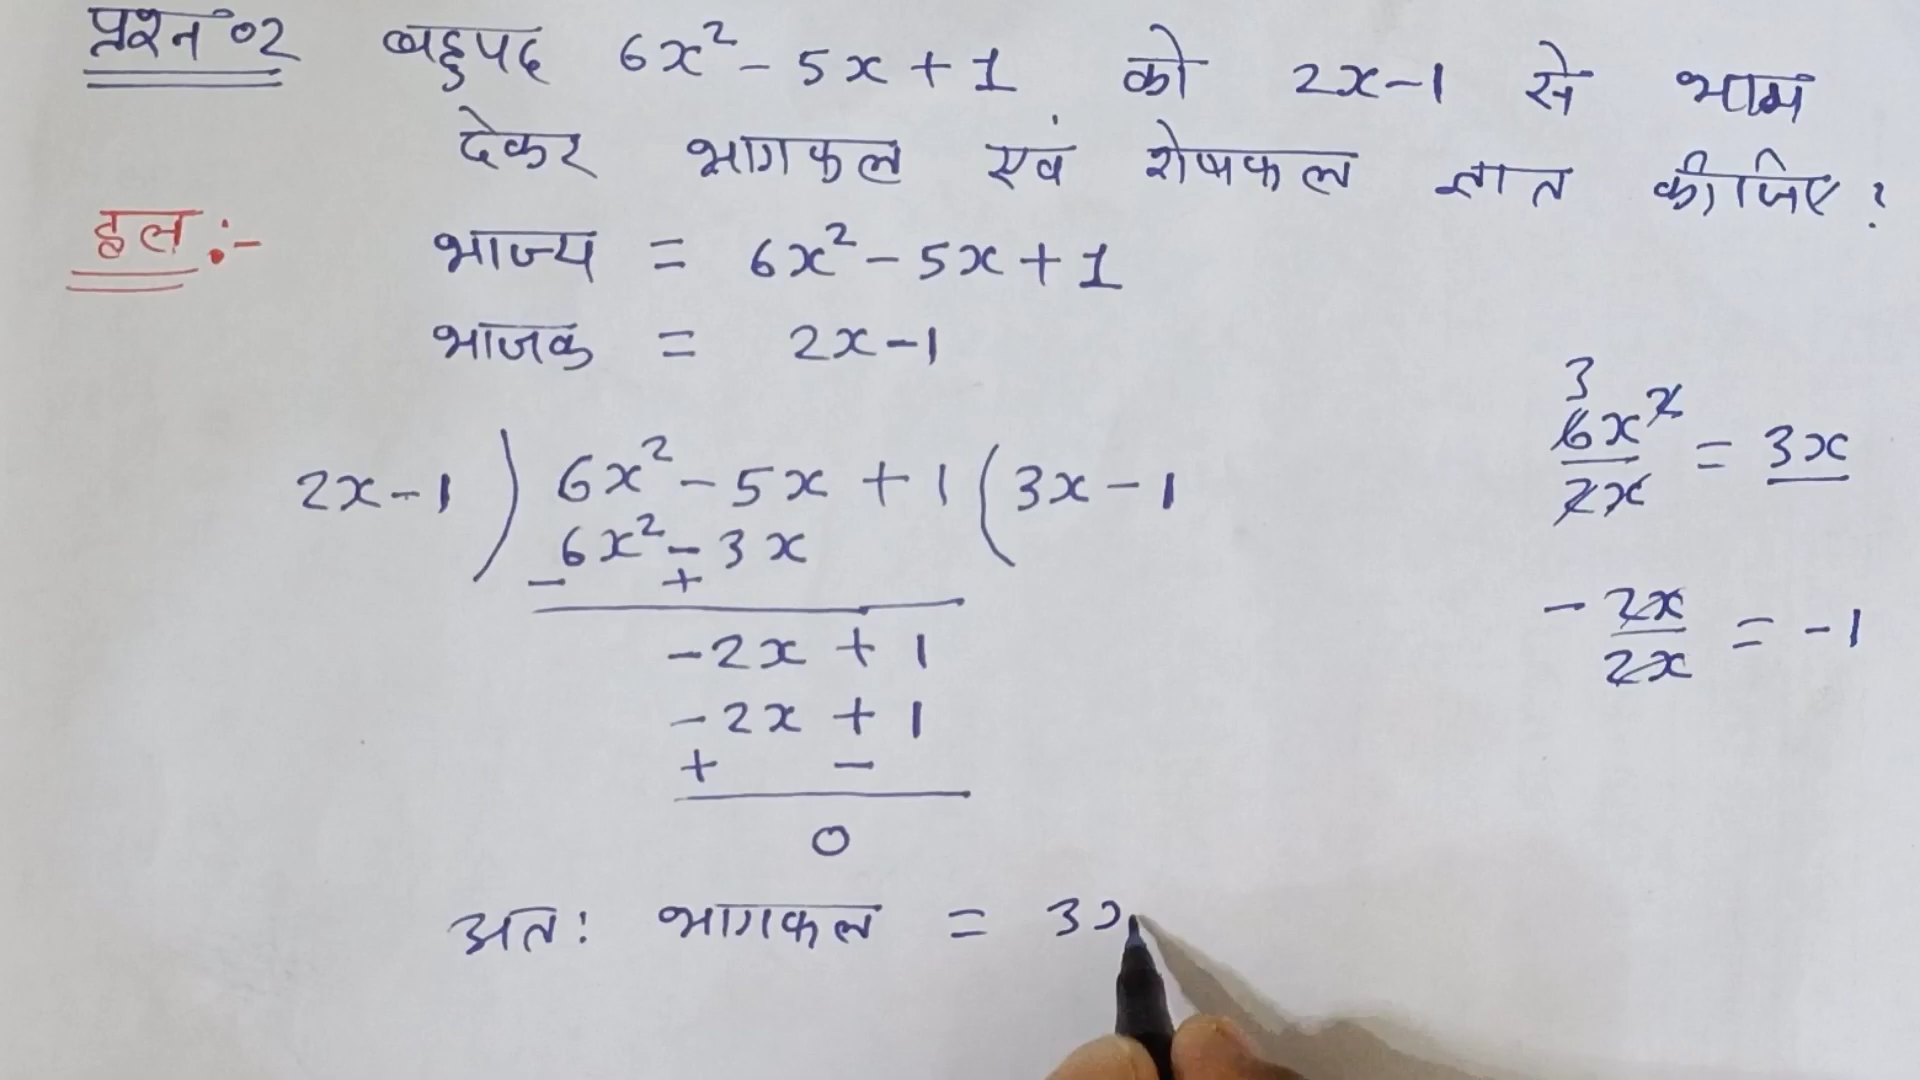 प्रश्न ०2 बहुपद 6x² - 5x + 1 को 2x-1 से भाग
देकर भागफल एवं शेषफल ज्ञात कीजिए?
हल :- भाज्य = 6x² - 5x + 1
भाजक = 2x - 1
2x - 1 ) 6x² - 5x + 1 ( 3x - 1
6x² - 3x
- +
-2x + 1
-2x + 1
+ -
0
अतः भागफल = 3x
3
6x²/2x = 3x
- 2x/2x = -1